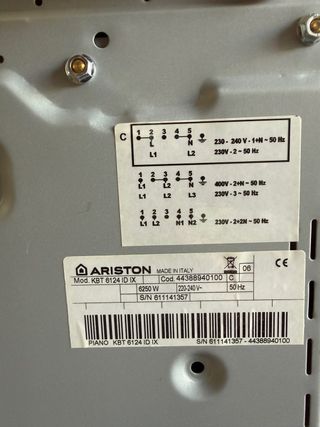 C
1 2 3 4 5
L N
L1 L2
230 - 240 V - 1+N ~ 50 Hz
230V - 2 ~ 50 Hz
1 2 3 4 5
L1 L2 N
L1 L2 L3
400V - 2+N ~ 50 Hz
230V - 3 ~ 50 Hz
1 2 3 4 5
L1 L2 N1 N2
230V - 2+2N ~ 50 Hz
ARISTON MADE IN ITALY 06 CE
Mod. KBT 6124 ID IX Cod. 44388940100 C
6250 W 220-240 V~ 50 Hz
S/N 611141357
PIANO KBT 6124 ID IX S/N 611141357 - 44388940100